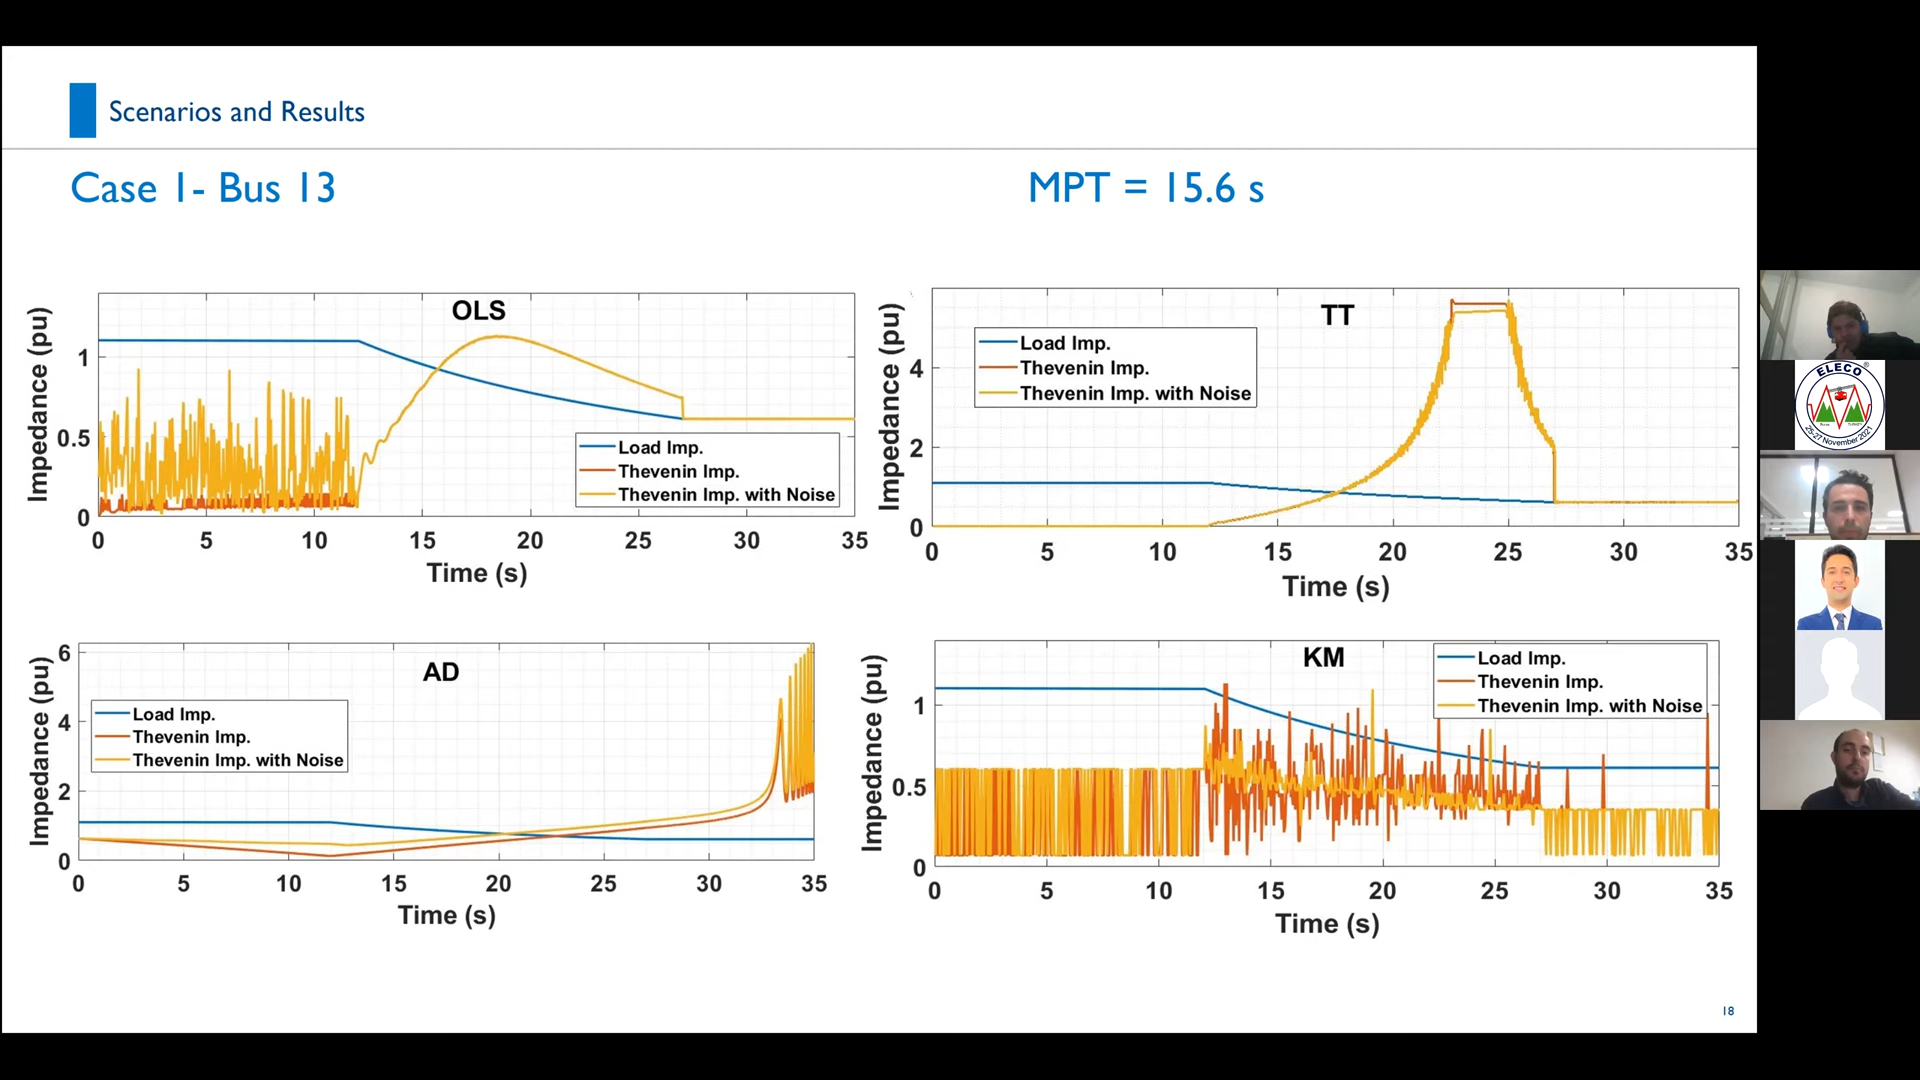 Scenarios and Results
Case 1- Bus 13
MPT = 15.6 s
OLS
Impedance (pu)
1
0.5
0
Load Imp.
Thevenin Imp.
Thevenin Imp. with Noise
0 5 10 15 20 25 30 35
Time (s)
TT
Impedance (pu)
4
2
0
Load Imp.
Thevenin Imp.
Thevenin Imp. with Noise
0 5 10 15 20 25 30 35
Time (s)
AD
Impedance (pu)
6
4
2
0
Load Imp.
Thevenin Imp.
Thevenin Imp. with Noise
0 5 10 15 20 25 30 35
Time (s)
KM
Impedance (pu)
1
0.5
0
Load Imp.
Thevenin Imp.
Thevenin Imp. with Noise
0 5 10 15 20 25 30 35
Time (s)
18
ELECO
25-27 November 2021